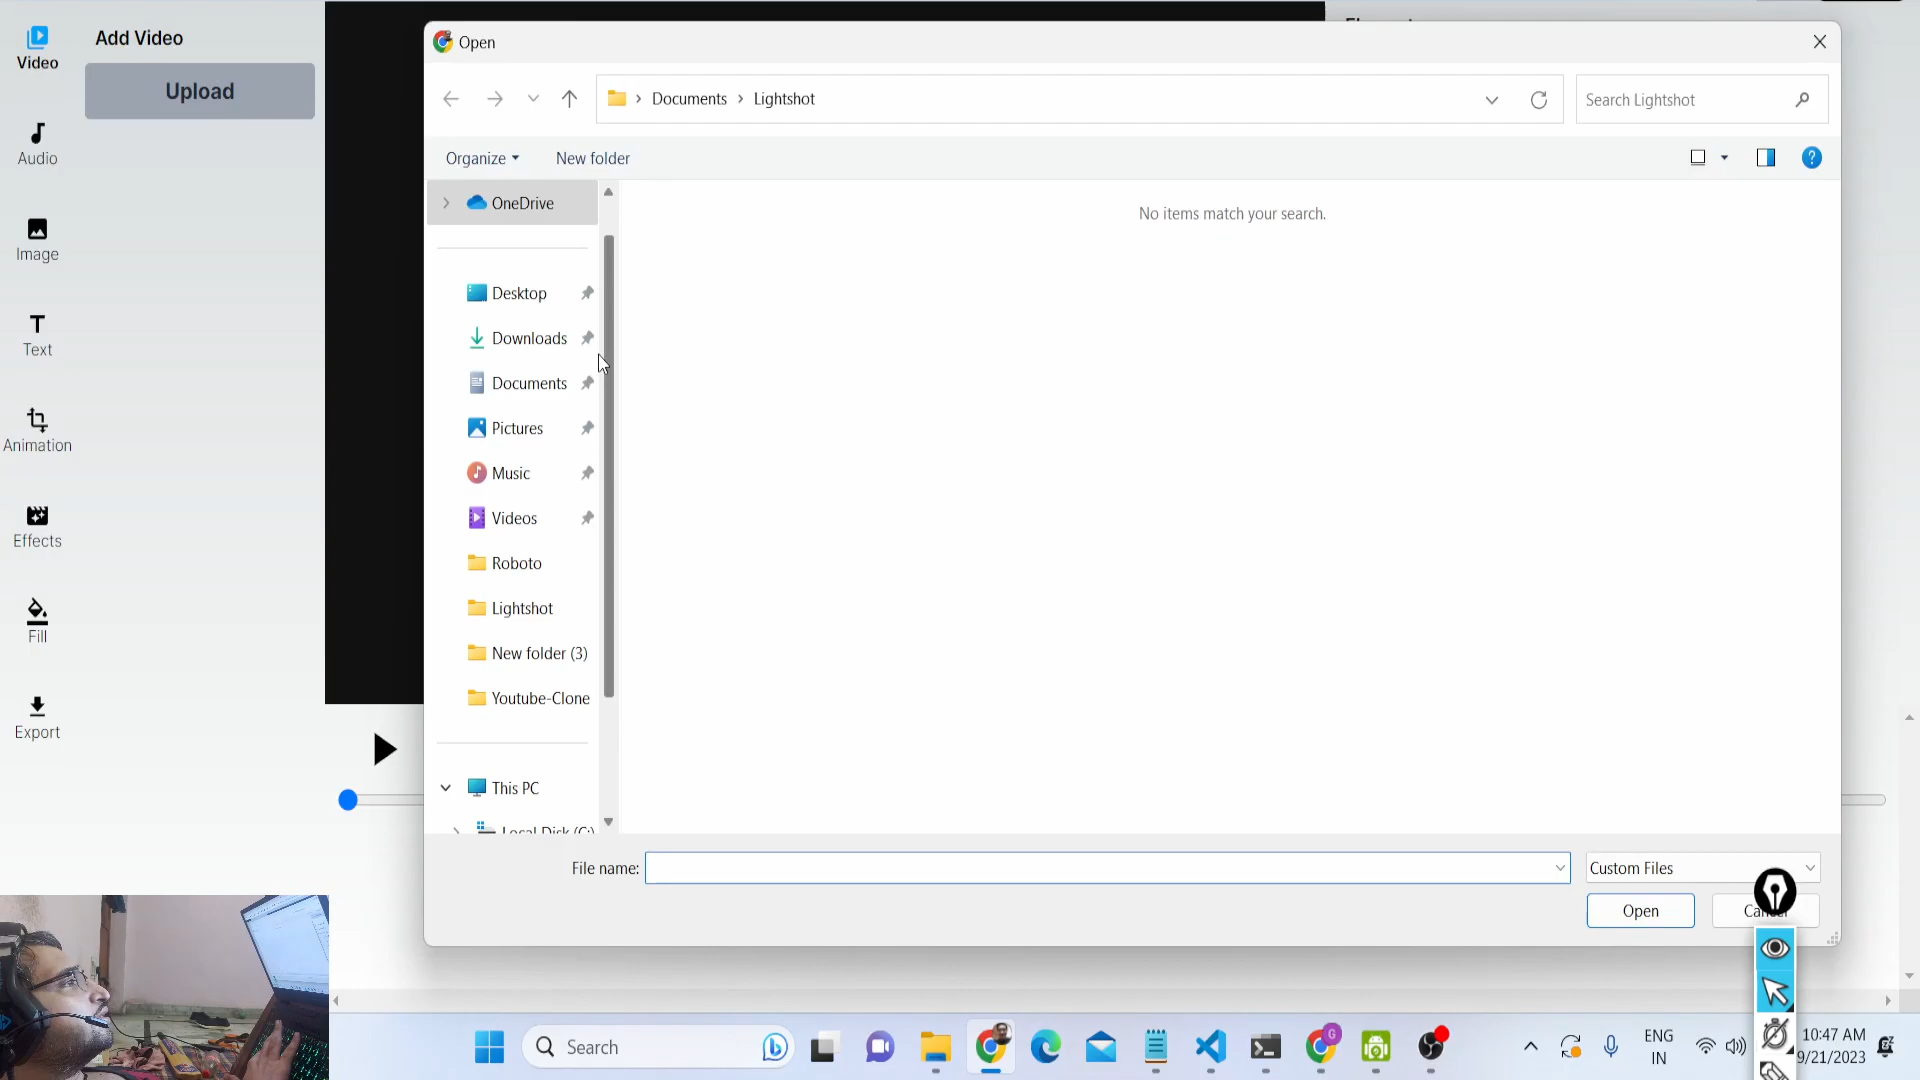 Add Video
Upload
Video
Audio
Image
Text
Animation
Effects
Fill
Export
Open
Documents
Lightshot
Search Lightshot
Organize
New folder
No items match your search.
OneDrive
Desktop
Downloads
Documents
Pictures
Music
Videos
Roboto
Lightshot
New folder (3)
Youtube-Clone
This PC
Local Disk (C:)
File name:
Custom Files
Open
Search
G
ENG
IN
10:47 AM
9/21/2023